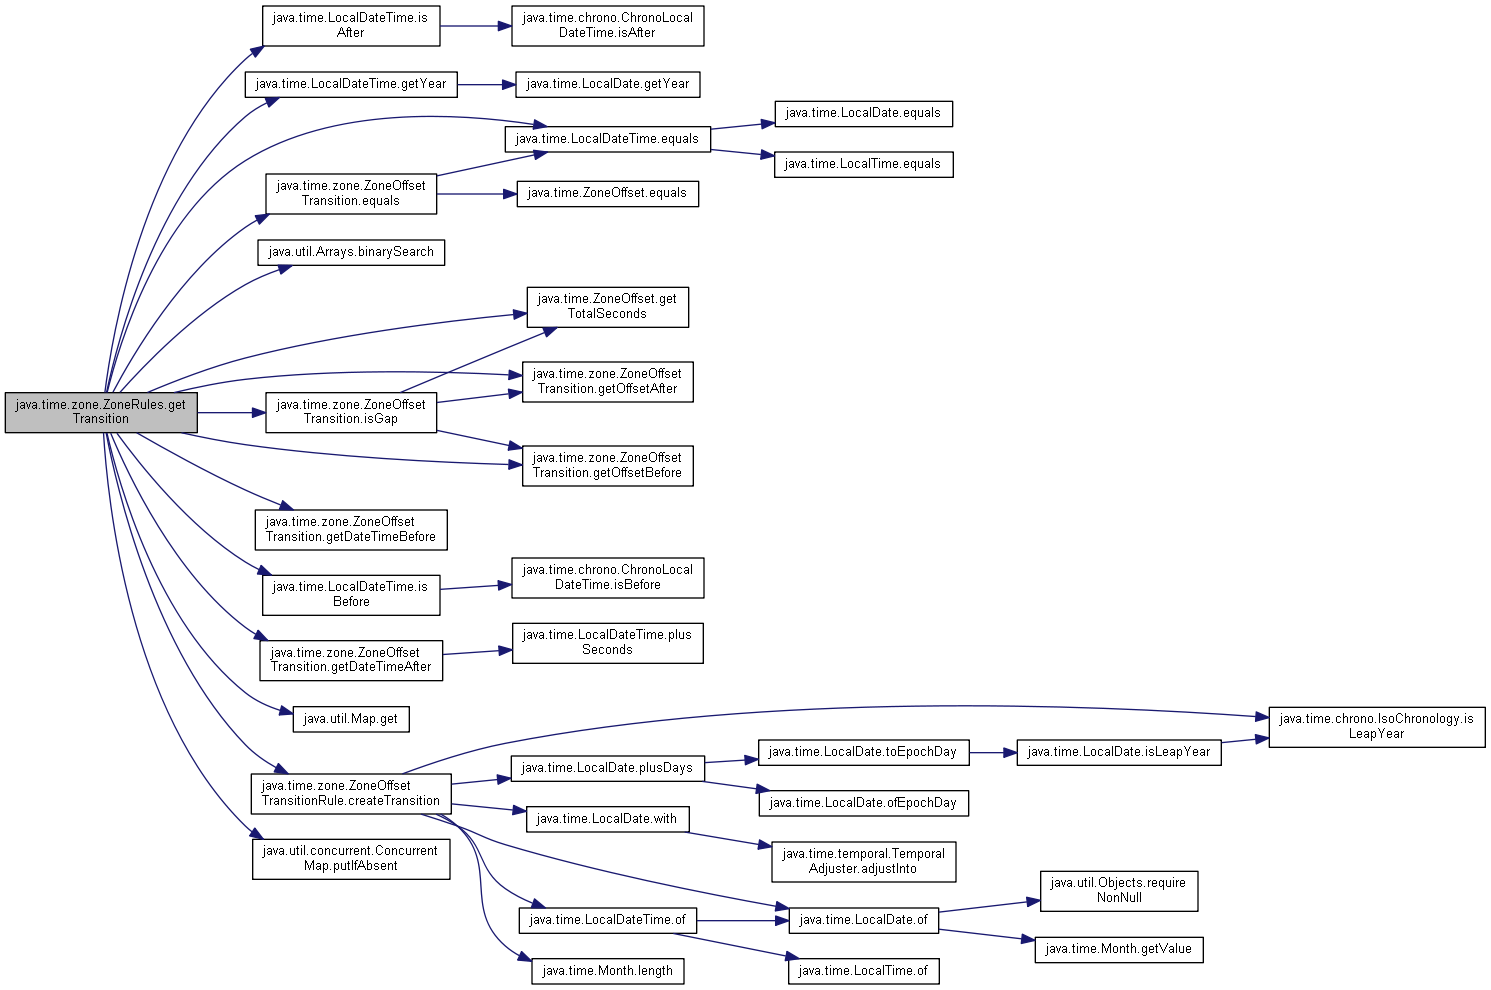 java.time.LocalDateTime.is
After
java.time.chrono.ChronoLocal
DateTime.isAfter
java.time.LocalDateTime.getYear
java.time.LocalDate.getYear
java.time.LocalDate.equals
java.time.LocalDateTime.equals
java.time.LocalTime.equals
java.time.zone.ZoneOffset
Transition.equals
java.time.ZoneOffset.equals
java.util.Arrays.binarySearch
java.time.ZoneOffset.get
TotalSeconds
java.time.zone.ZoneOffset
Transition.getOffsetAfter
java.time.zone.ZoneRules.get
Transition
java.time.zone.ZoneOffset
Transition.isGap
java.time.zone.ZoneOffset
Transition.getOffsetBefore
java.time.zone.ZoneOffset
Transition.getDateTimeBefore
java.time.LocalDateTime.is
Before
java.time.chrono.ChronoLocal
DateTime.isBefore
java.time.zone.ZoneOffset
Transition.getDateTimeAfter
java.time.LocalDateTime.plus
Seconds
java.util.Map.get
java.time.chrono.IsoChronology.is
LeapYear
java.time.LocalDate.toEpochDay
java.time.LocalDate.isLeapYear
java.time.LocalDate.plusDays
java.time.zone.ZoneOffset
TransitionRule.createTransition
java.time.LocalDate.ofEpochDay
java.time.LocalDate.with
java.util.concurrent.Concurrent
Map.putIfAbsent
java.time.temporal.Temporal
Adjuster.adjustInto
java.util.Objects.require
NonNull
java.time.LocalDateTime.of
java.time.LocalDate.of
java.time.Month.getValue
java.time.Month.length
java.time.LocalTime.of